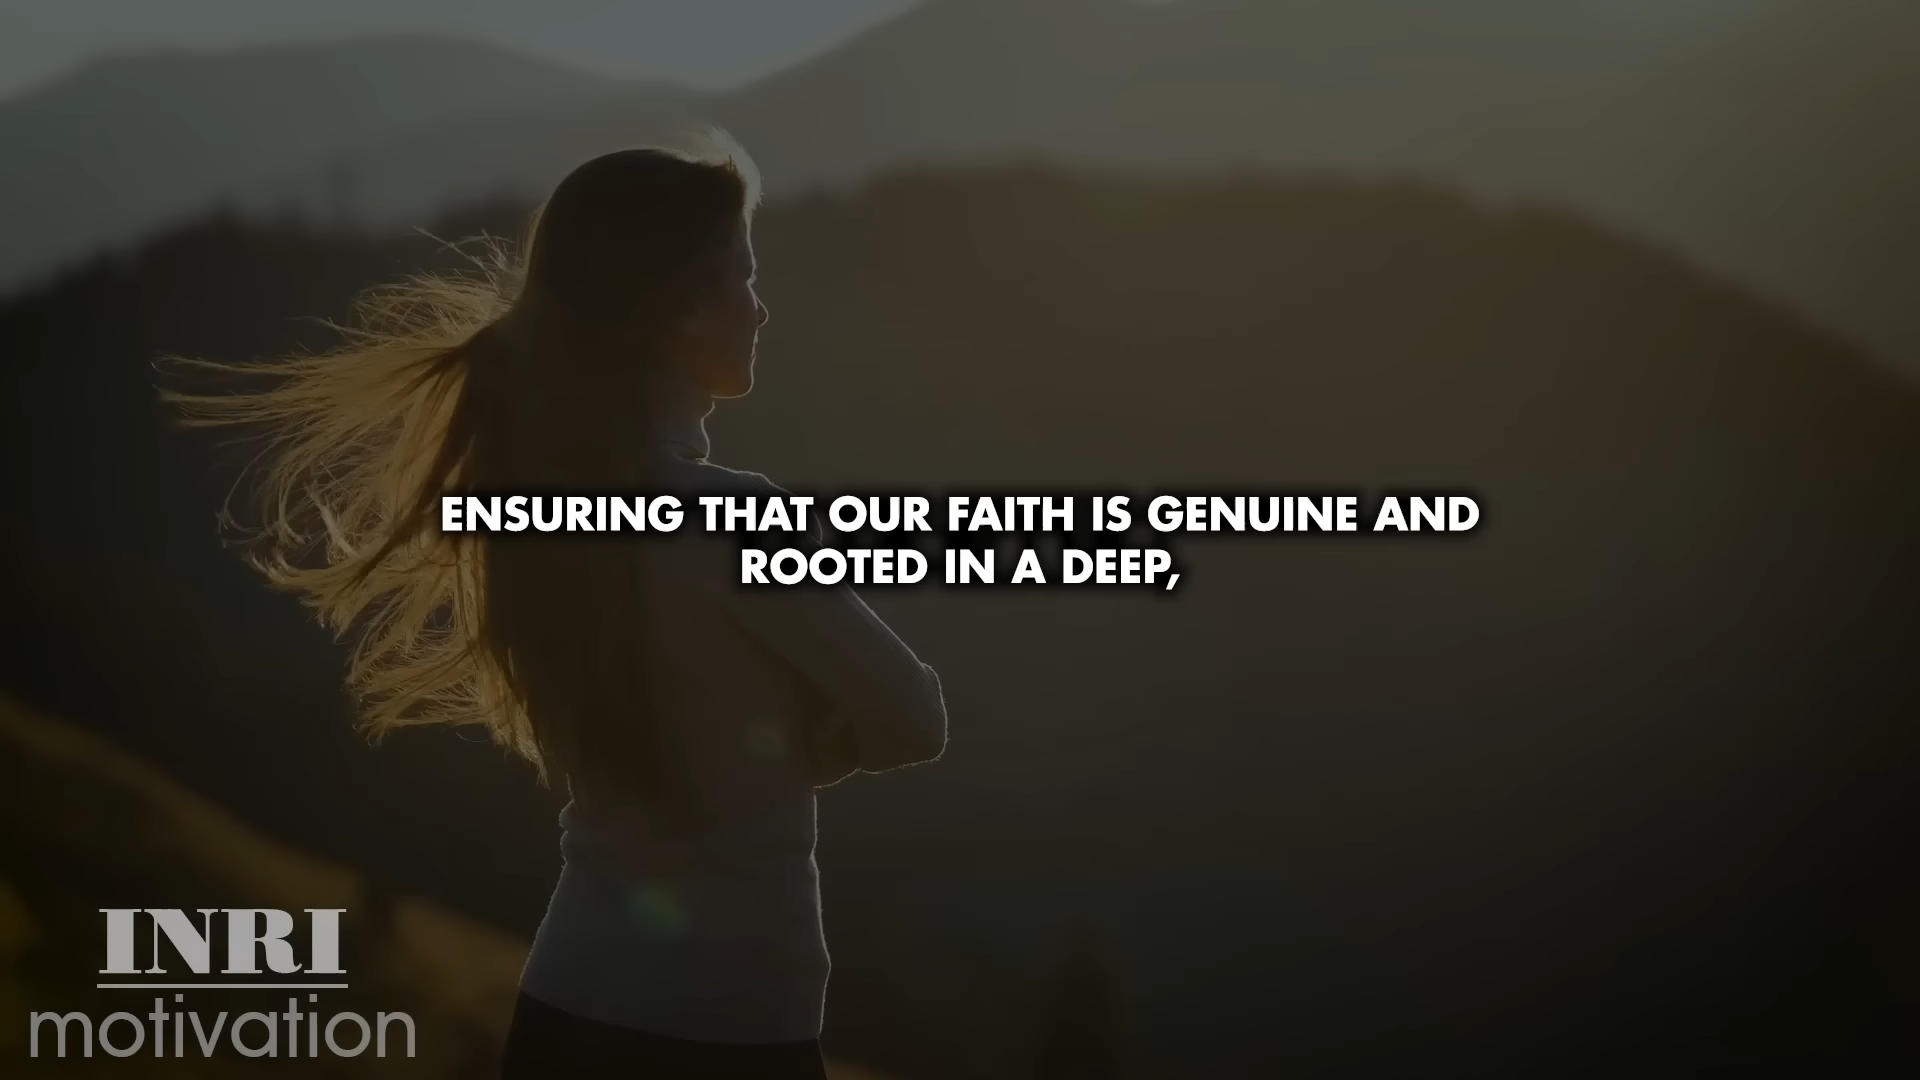 ENSURING THAT OUR FAITH IS GENUINE AND
ROOTED IN A DEEP,
INRI
motivation